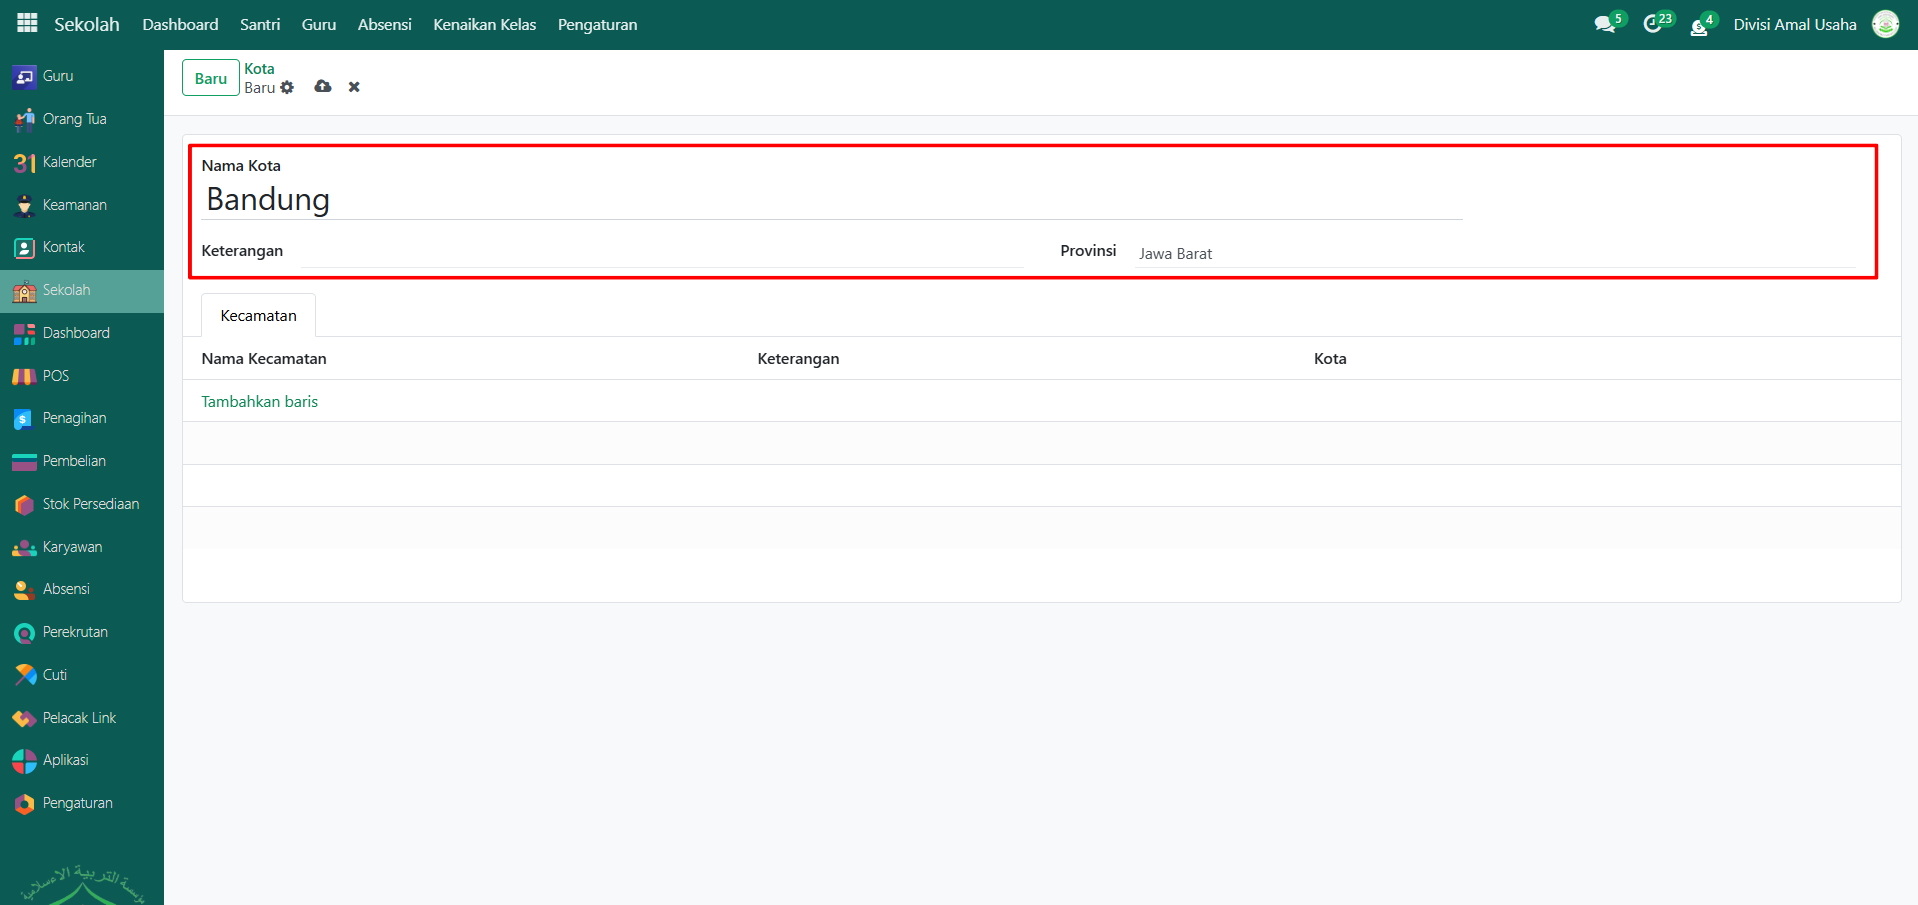 Sekolah Dashboard Santri Guru Absensi Kenaikan Kelas Pengaturan 5 23 4 Divisi Amal Usaha
Guru
Orang Tua
31 Kalender
Keamanan
Kontak
Sekolah
Dashboard
POS
Penagihan
Pembelian
Stok Persediaan
Karyawan
Absensi
Perekrutan
Cuti
Pelacak Link
Aplikasi
Pengaturan
مؤسسة التربية الإسلامية
Baru Kota
Baru
Nama Kota
Bandung
Keterangan Provinsi Jawa Barat
Kecamatan
Nama Kecamatan Keterangan Kota
Tambahkan baris